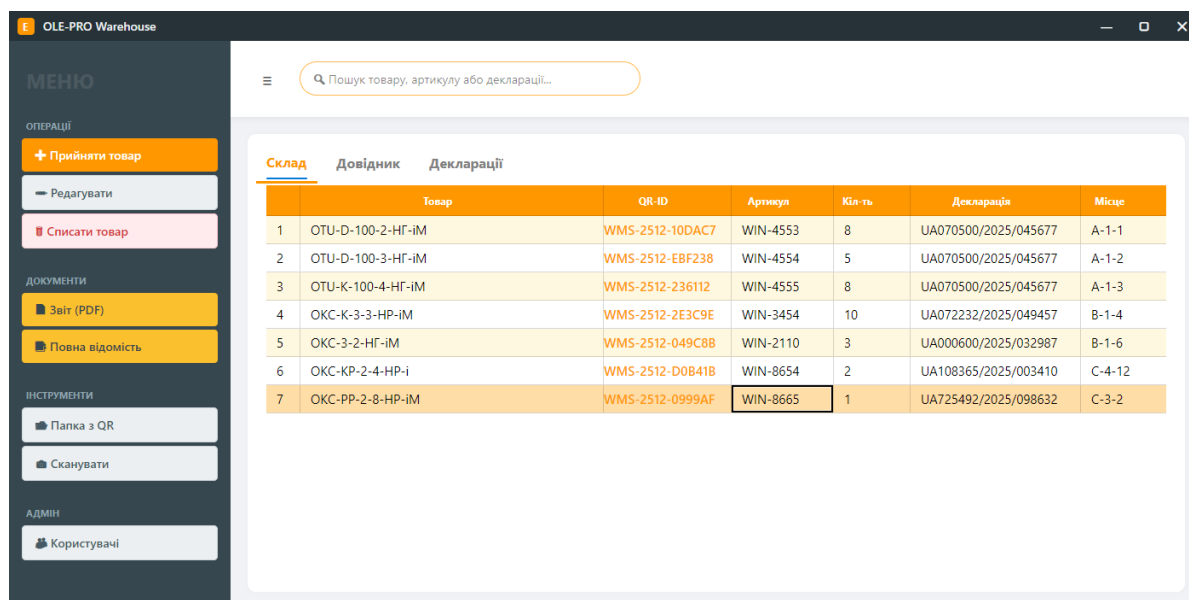 E OLE-PRO Warehouse
МЕНЮ
Пошук товару, артикулу або декларації...
ОПЕРАЦІЇ
Прийняти товар
Редагувати
Списати товар
ДОКУМЕНТИ
Звіт (PDF)
Повна відомість
ІНСТРУМЕНТИ
Папка з QR
Сканувати
АДМІН
Користувачі
Склад Довідник Декларації
Товар QR-ID Артикул Кіл-ть Декларація Місце
1 OTU-D-100-2-НГ-іМ WMS-2512-10DAC7 WIN-4553 8 UA070500/2025/045677 A-1-1
2 OTU-D-100-3-НГ-іМ WMS-2512-EBF238 WIN-4554 5 UA070500/2025/045677 A-1-2
3 OTU-K-100-4-НГ-іМ WMS-2512-236112 WIN-4555 8 UA070500/2025/045677 A-1-3
4 ОКС-К-3-3-НР-іМ WMS-2512-2E3C9E WIN-3454 10 UA072232/2025/049457 B-1-4
5 ОКС-3-2-НГ-іМ WMS-2512-049C8B WIN-2110 3 UA000600/2025/032987 B-1-6
6 ОКС-КР-2-4-НР-і WMS-2512-D0B41B WIN-8654 2 UA108365/2025/003410 C-4-12
7 ОКС-РР-2-8-НР-іМ WMS-2512-0999AF WIN-8665 1 UA725492/2025/098632 C-3-2